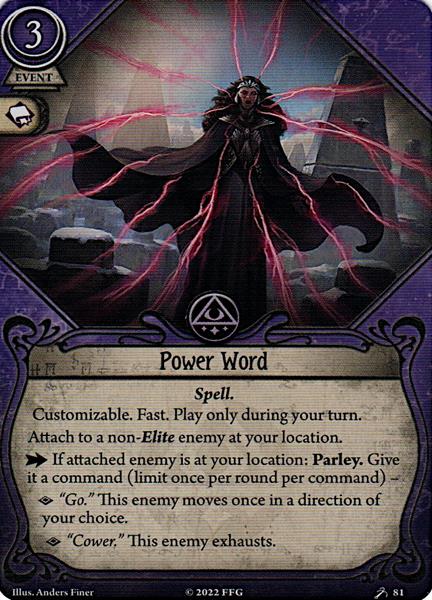 3
EVENT
Power Word
Spell.
Customizable. Fast. Play only during your turn.
Attach to a non-Elite enemy at your location.
If attached enemy is at your location: Parley. Give
it a command (limit once per round per command) –
“Go.” This enemy moves once in a direction of
your choice.
“Cower.” This enemy exhausts.
Illus. Anders Finer
© 2022 FFG
81